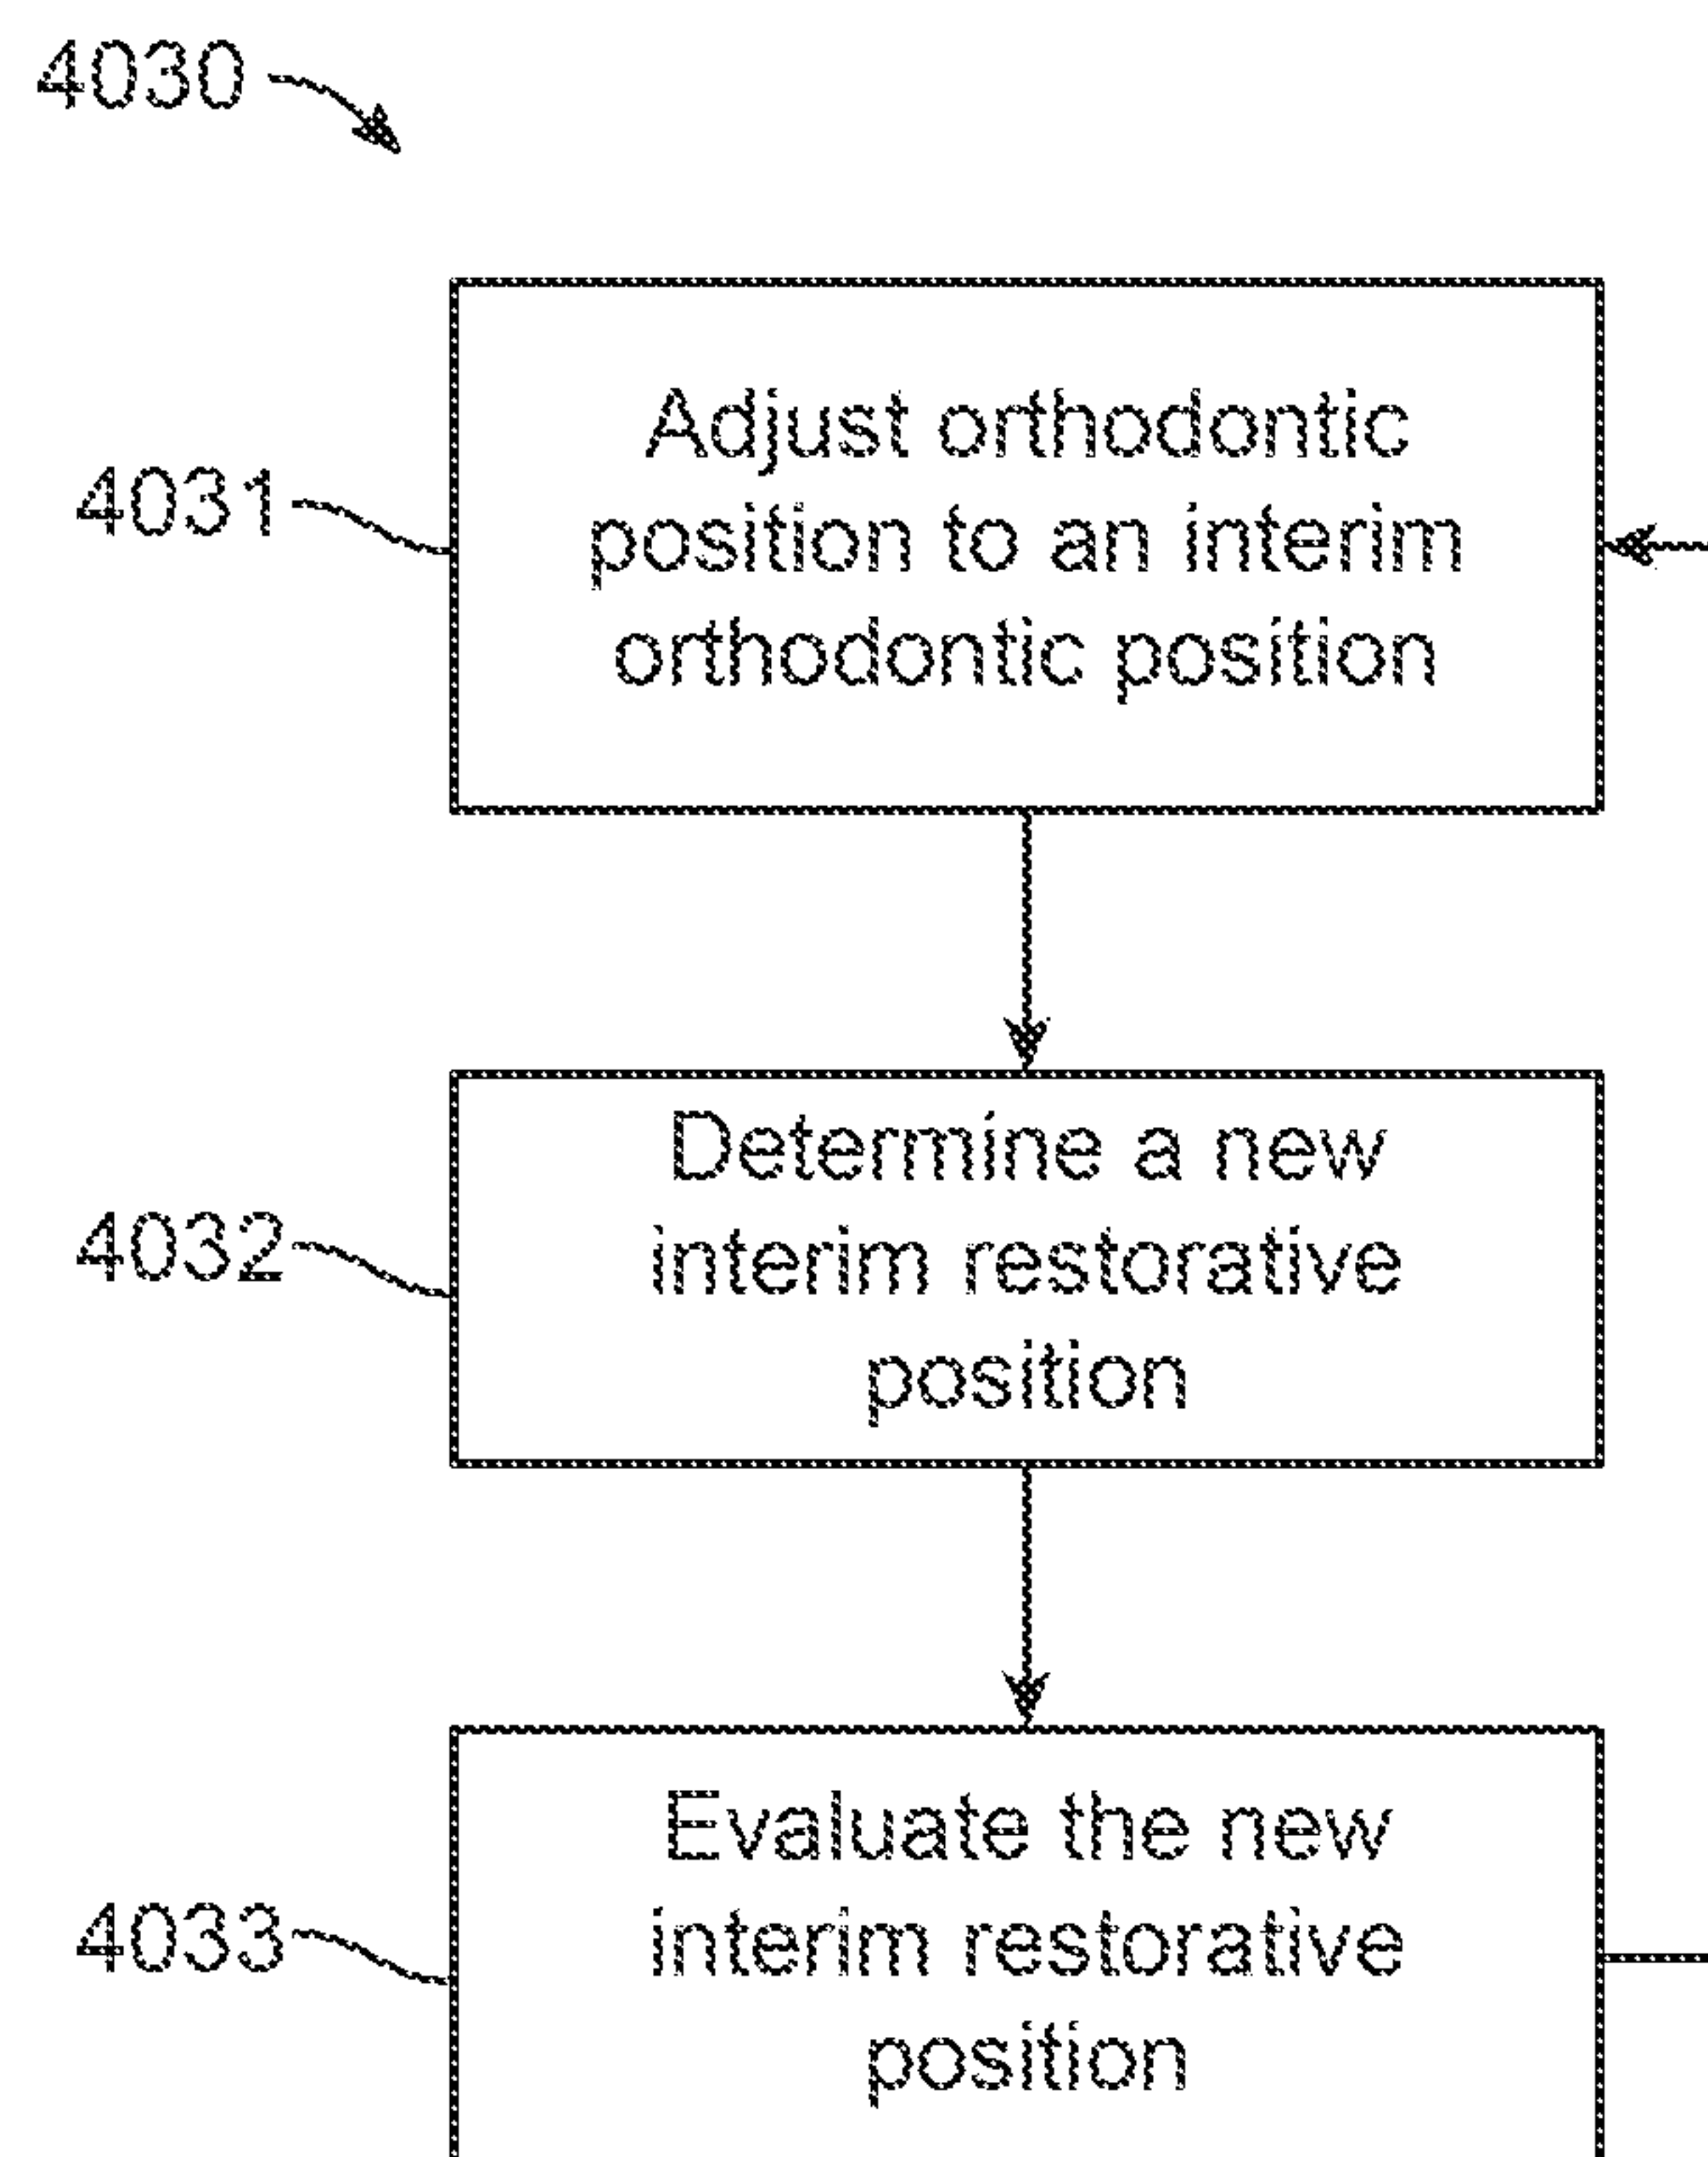 4030
4031
Adjust orthodontic
position to an interim
orthodontic position
4032
Determine a new
interim restorative
position
4033
Evaluate the new
interim restorative
position